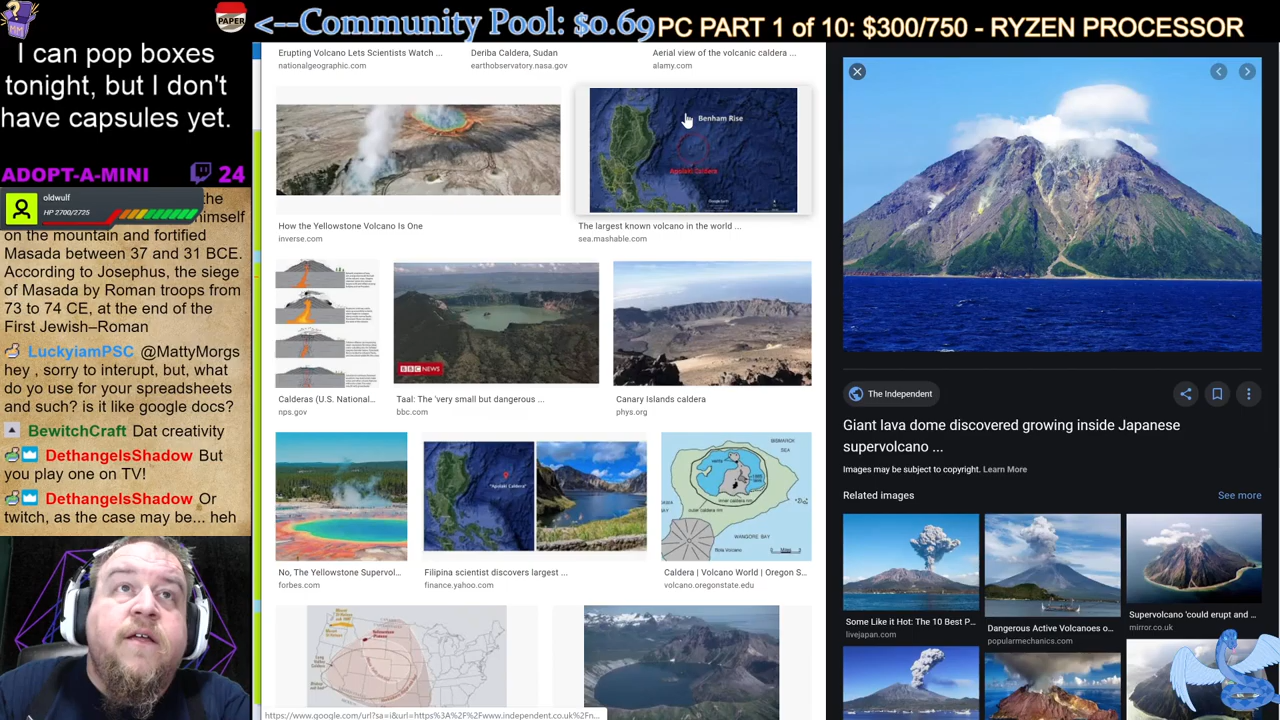 <--Community Pool: $0.69
PC PART 1 of 10: $300/750 - RYZEN PROCESSOR
MM
PAPER
I can pop boxes
tonight, but I don't
have capsules yet.
ADOPT-A-MINI
24
oldwulf
HP 2700/2725
the
himself
on the mountain and fortified
Masada between 37 and 31 BCE.
According to Josephus, the siege
of Masada by Roman troops from
73 to 74 CE, at the end of the
First Jewish–Roman
LuckyiamPSC @MattyMorgs
hey , sorry to interupt, but, what
do yo use for your spreadsheets
and such? is it like google docs?
BewitchCraft Dat creativity
DethangelsShadow But
you play one on TV!
DethangelsShadow Or
twitch, as the case may be... heh
Erupting Volcano Lets Scientists Watch ...
nationalgeographic.com
Deriba Caldera, Sudan
earthobservatory.nasa.gov
Aerial view of the volcanic caldera ...
alamy.com
Benham Rise
Apolaki Caldera
How the Yellowstone Volcano Is One
inverse.com
The largest known volcano in the world ...
sea.mashable.com
BBC NEWS
Calderas (U.S. National...
nps.gov
Taal: The 'very small but dangerous ...
bbc.com
Canary Islands caldera
phys.org
"Apolaki Caldera"
BISMARCK
SEA
WANGORE BAY
Miles
No, The Yellowstone Supervol...
forbes.com
Filipina scientist discovers largest ...
finance.yahoo.com
Caldera | Volcano World | Oregon S...
volcano.oregonstate.edu
https://www.google.com/url?sa=i&url=https%3A%2F%2Fwww.independent.co.uk%2Fn...
The Independent
Giant lava dome discovered growing inside Japanese
supervolcano ...
Images may be subject to copyright. Learn More
Related images
See more
Some Like it Hot: The 10 Best P...
livejapan.com
Dangerous Active Volcanoes o...
popularmechanics.com
Supervolcano 'could erupt and ...
mirror.co.uk